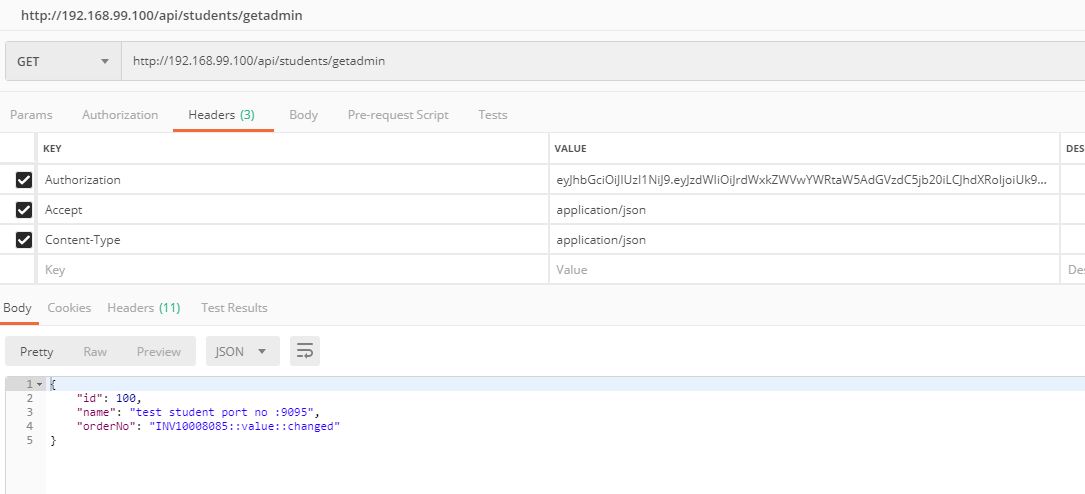 http://192.168.99.100/api/students/getadmin
GET http://192.168.99.100/api/students/getadmin
Params Authorization Headers (3) Body Pre-request Script Tests
KEY VALUE DES
Authorization eyJhbGciOiJIUzI1NiJ9.eyJzdWIiOiJrdWxkZWVwYWRtaW5AdGVzdC5jb20iLCJhdXRoIjoiUk9...
Accept application/json
Content-Type application/json
Key Value Des
Body Cookies Headers (11) Test Results
Pretty Raw Preview JSON
1 {
2 "id": 100,
3 "name": "test student port no :9095",
4 "orderNo": "INV10008085::value::changed"
5 }